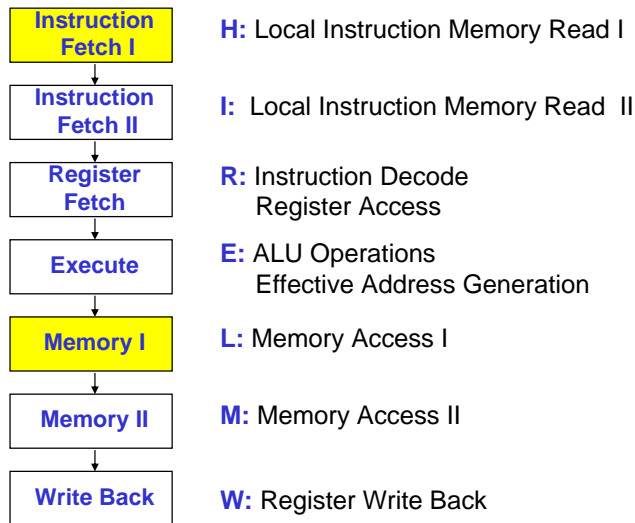 Instruction
Fetch I
H: Local Instruction Memory Read I
Instruction
Fetch II
I: Local Instruction Memory Read II
Register
Fetch
R: Instruction Decode
Register Access
Execute
E: ALU Operations
Effective Address Generation
Memory I
L: Memory Access I
Memory II
M: Memory Access II
Write Back
W: Register Write Back